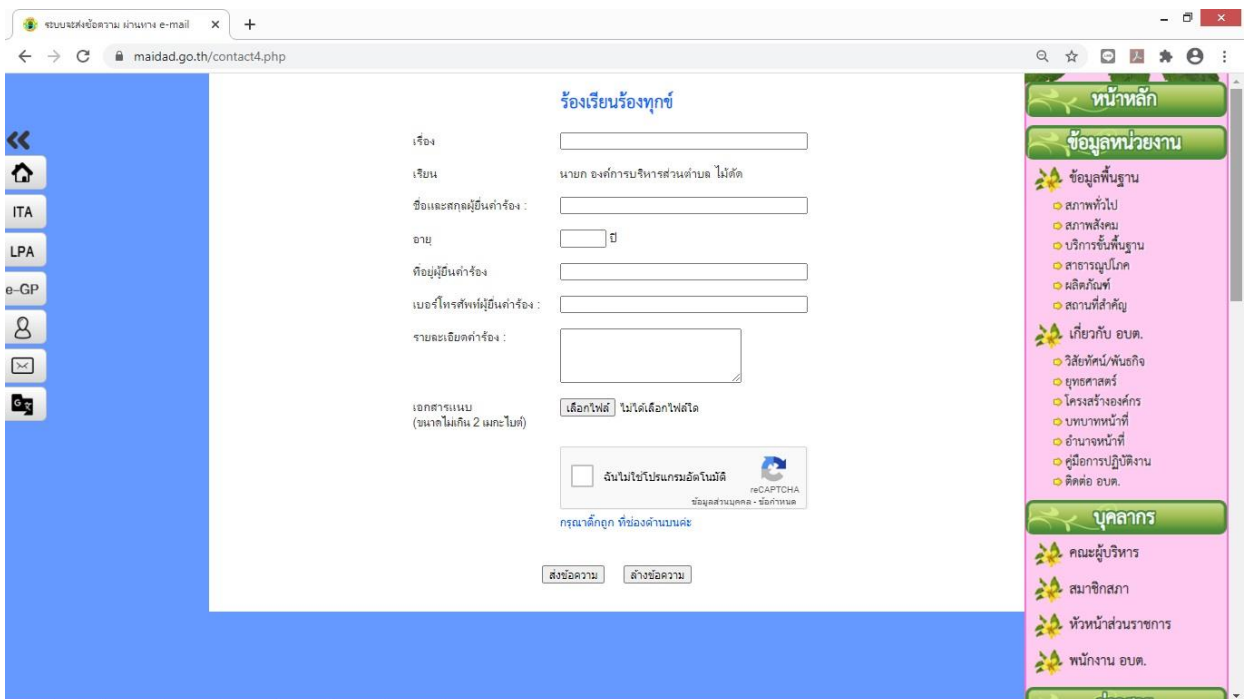 ระบบจะส่งข้อความ ผ่านทาง e-mail
maidad.go.th/contact4.php
ร้องเรียนร้องทุกข์
เรื่อง
เรียน นายก องค์การบริหารส่วนตำบล ไม้ดัด
ชื่อและสกุลผู้ยื่นคำร้อง :
อายุ ปี
ที่อยู่ผู้ยื่นคำร้อง
เบอร์โทรศัพท์ผู้ยื่นคำร้อง :
รายละเอียดคำร้อง :
เอกสารแนบ เลือกไฟล์ ไม่ได้เลือกไฟล์ใด
(ขนาดไม่เกิน 2 เมกะไบต์)
ฉันไม่ใช่โปรแกรมอัตโนมัติ
reCAPTCHA
ข้อมูลส่วนบุคคล - ข้อกำหนด
กรุณาติ๊กถูก ที่ช่องด้านบนค่ะ
ส่งข้อความ ล้างข้อความ
ITA
LPA
e-GP
หน้าหลัก
ข้อมูลหน่วยงาน
ข้อมูลพื้นฐาน
สภาพทั่วไป
สภาพสังคม
บริการขั้นพื้นฐาน
สาธารณูปโภค
ผลิตภัณฑ์
สถานที่สำคัญ
เกี่ยวกับ อบต.
วิสัยทัศน์/พันธกิจ
ยุทธศาสตร์
โครงสร้างองค์กร
บทบาทหน้าที่
อำนาจหน้าที่
คู่มือการปฏิบัติงาน
ติดต่อ อบต.
บุคลากร
คณะผู้บริหาร
สมาชิกสภา
หัวหน้าส่วนราชการ
พนักงาน อบต.